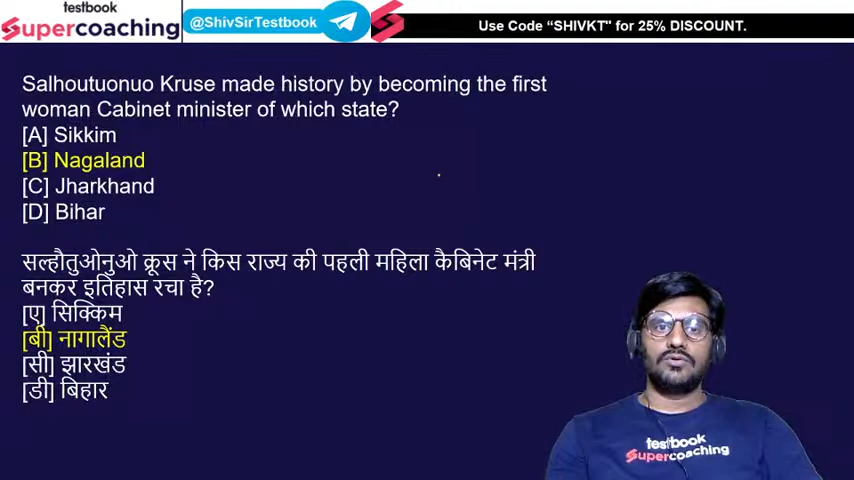 testbook
Supercoaching
@ShivSirTestbook
Use Code “SHIVKT" for 25% DISCOUNT.
Salhoutuonuo Kruse made history by becoming the first
woman Cabinet minister of which state?
[A] Sikkim
[B] Nagaland
[C] Jharkhand
[D] Bihar
सल्हौतुओनुओ क्रूस ने किस राज्य की पहली महिला कैबिनेट मंत्री
बनकर इतिहास रचा है?
[ए] सिक्किम
[बी] नागालैंड
[सी] झारखंड
[डी] बिहार
testbook
Supercoaching